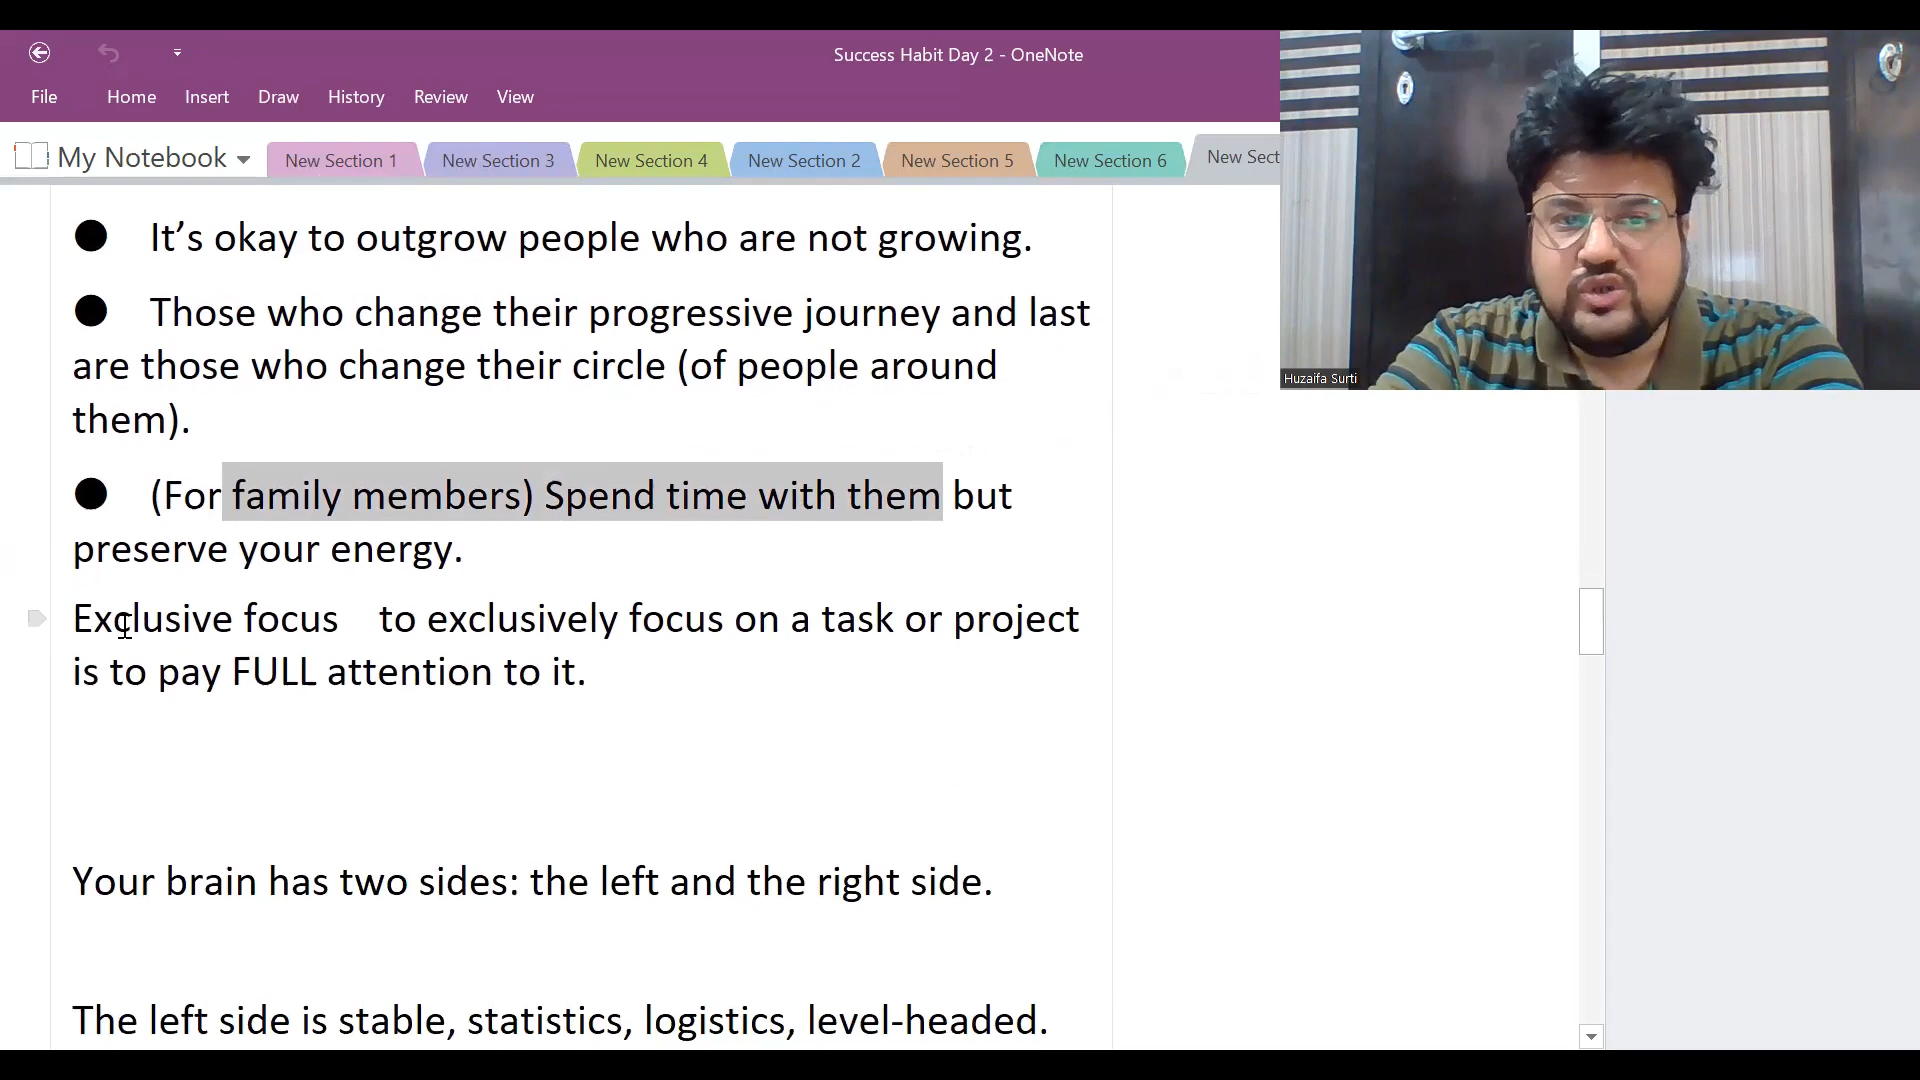 Success Habit Day 2 - OneNote
File Home Insert Draw History Review View
My Notebook New Section 1 New Section 3 New Section 4 New Section 2 New Section 5 New Section 6 New Sect
Huzaifa Surti
● It’s okay to outgrow people who are not growing.
● Those who change their progressive journey and last
are those who change their circle (of people around
them).
● (For family members) Spend time with them but
preserve your energy.
Exclusive focus to exclusively focus on a task or project
is to pay FULL attention to it.
Your brain has two sides: the left and the right side.
The left side is stable, statistics, logistics, level-headed.